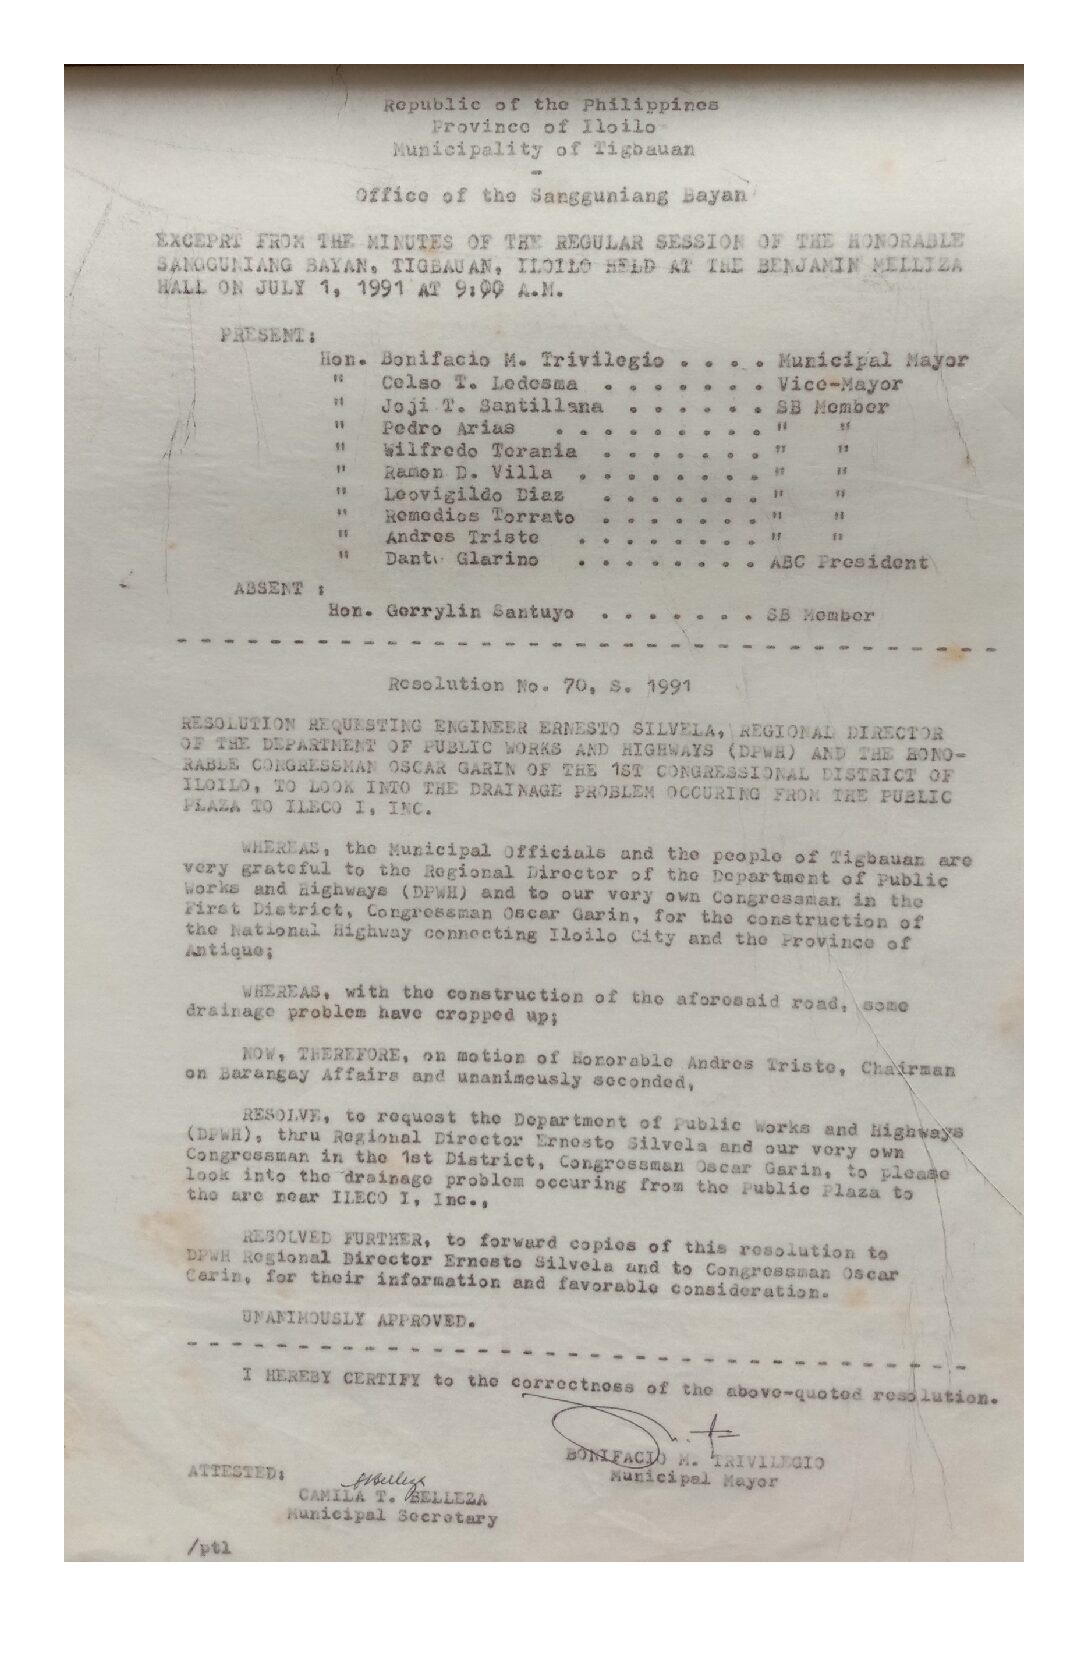 Republic of the Philippines
Province of Iloilo
Municipality of Tigbauan
-
Office of the Sangguniang Bayan
EXCEPRT FROM THE MINUTES OF THE REGULAR SESSION OF THE HONORABLE
SANGGUNIANG BAYAN, TIGBAUAN, ILOILO HELD AT THE BENJAMIN MELLIZA
HALL ON JULY 1, 1991 AT 9:00 A.M.
PRESENT:
Hon. Bonifacio M. Trivilegio . . . . Municipal Mayor
" Celso T. Ledesma . . . . . . . Vice-Mayor
" Joji T. Santillana . . . . . . SB Member
" Pedro Arias . . . . . . . . . " "
" Wilfredo Torania . . . . . . . " "
" Ramon D. Villa . . . . . . . . " "
" Leovigildo Diaz . . . . . . . " "
" Remedios Torrato . . . . . . . " "
" Andres Triste . . . . . . . . " "
" Dante Glarino . . . . . . . . ABC President
ABSENT :
Hon. Gerrylin Santuyo . . . . . . . SB Member
- - - - - - - - - - - - - - - - - - - - - - - - - - - - - - - - - - -
Resolution No. 70, S. 1991
RESOLUTION REQUESTING ENGINEER ERNESTO SILVELA, REGIONAL DIRECTOR
OF THE DEPARTMENT OF PUBLIC WORKS AND HIGHWAYS (DPWH) AND THE HONO-
RABLE CONGRESSMAN OSCAR GARIN OF THE 1ST CONGRESSIONAL DISTRICT OF
ILOILO, TO LOOK INTO THE DRAINAGE PROBLEM OCCURING FROM THE PUBLIC
PLAZA TO ILECO I, INC.
WHEREAS, the Municipal Officials and the people of Tigbauan are
very grateful to the Regional Director of the Department of Public
Works and Highways (DPWH) and to our very own Congressman in the
First District, Congressman Oscar Garin, for the construction of
the National Highway connecting Iloilo City and the Province of
Antique;
WHEREAS, with the construction of the aforesaid road, some
drainage problem have cropped up;
NOW, THEREFORE, on motion of Honorable Andres Triste, Chairman
on Barangay Affairs and unanimously seconded,
RESOLVE, to request the Department of Public Works and Highways
(DPWH), thru Regional Director Ernesto Silvela and our very own
Congressman in the 1st District, Congressman Oscar Garin, to please
look into the drainage problem occuring from the Public Plaza to
the are near ILECO I, Inc.,
RESOLVED FURTHER, to forward copies of this resolution to
DPWH Regional Director Ernesto Silvela and to Congressman Oscar
Garin, for their information and favorable consideration.
UNANIMOUSLY APPROVED.
- - - - - - - - - - - - - - - - - - - - - - - - - - - - - - - - - - -
I HEREBY CERTIFY to the correctness of the above-quoted resolution.
BONIFACIO M. TRIVILEGIO
Municipal Mayor
ATTESTED:
CAMILA T. BELLEZA
Municipal Secretary
/ptl